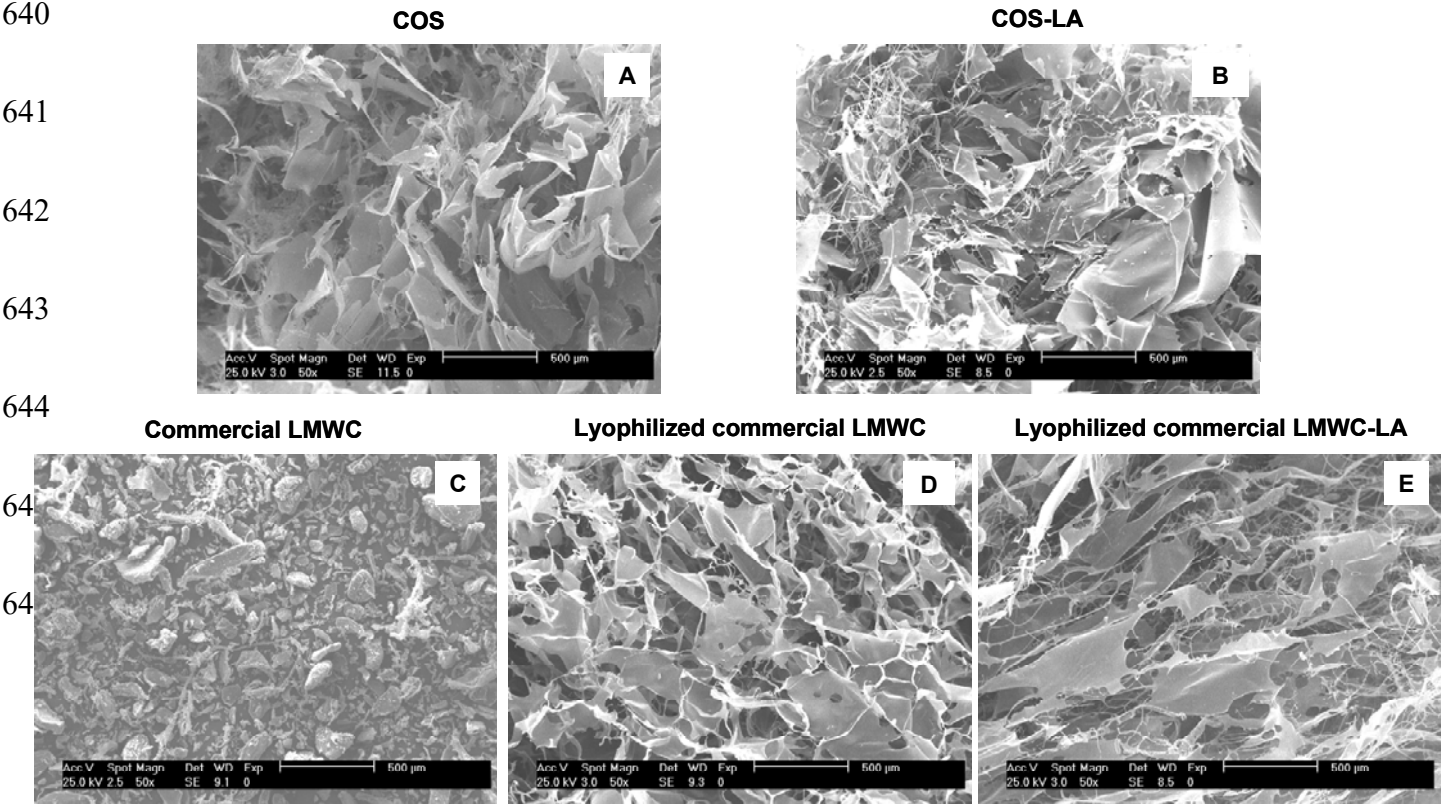 640
COS
COS-LA
A
B
641
642
643
Acc.V Spot Magn Det WD Exp 500 µm
25.0 kV 3.0 50x SE 11.5 0
Acc.V Spot Magn Det WD Exp 500 µm
25.0 kV 2.5 50x SE 8.5 0
644
Commercial LMWC
Lyophilized commercial LMWC
Lyophilized commercial LMWC-LA
C
D
E
64
64
Acc.V Spot Magn Det WD Exp 500 µm
25.0 kV 2.5 50x SE 9.1 0
Acc.V Spot Magn Det WD Exp 500 µm
25.0 kV 3.0 50x SE 9.3 0
Acc.V Spot Magn Det WD Exp 500 µm
25.0 kV 3.0 50x SE 8.5 0